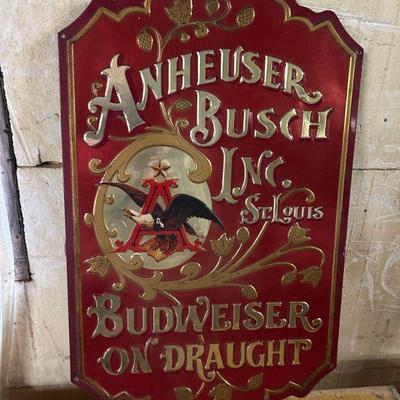 ANHEUSER
BUSCH
INC.
ST. LOUIS
A
BUDWEISER
ON DRAUGHT